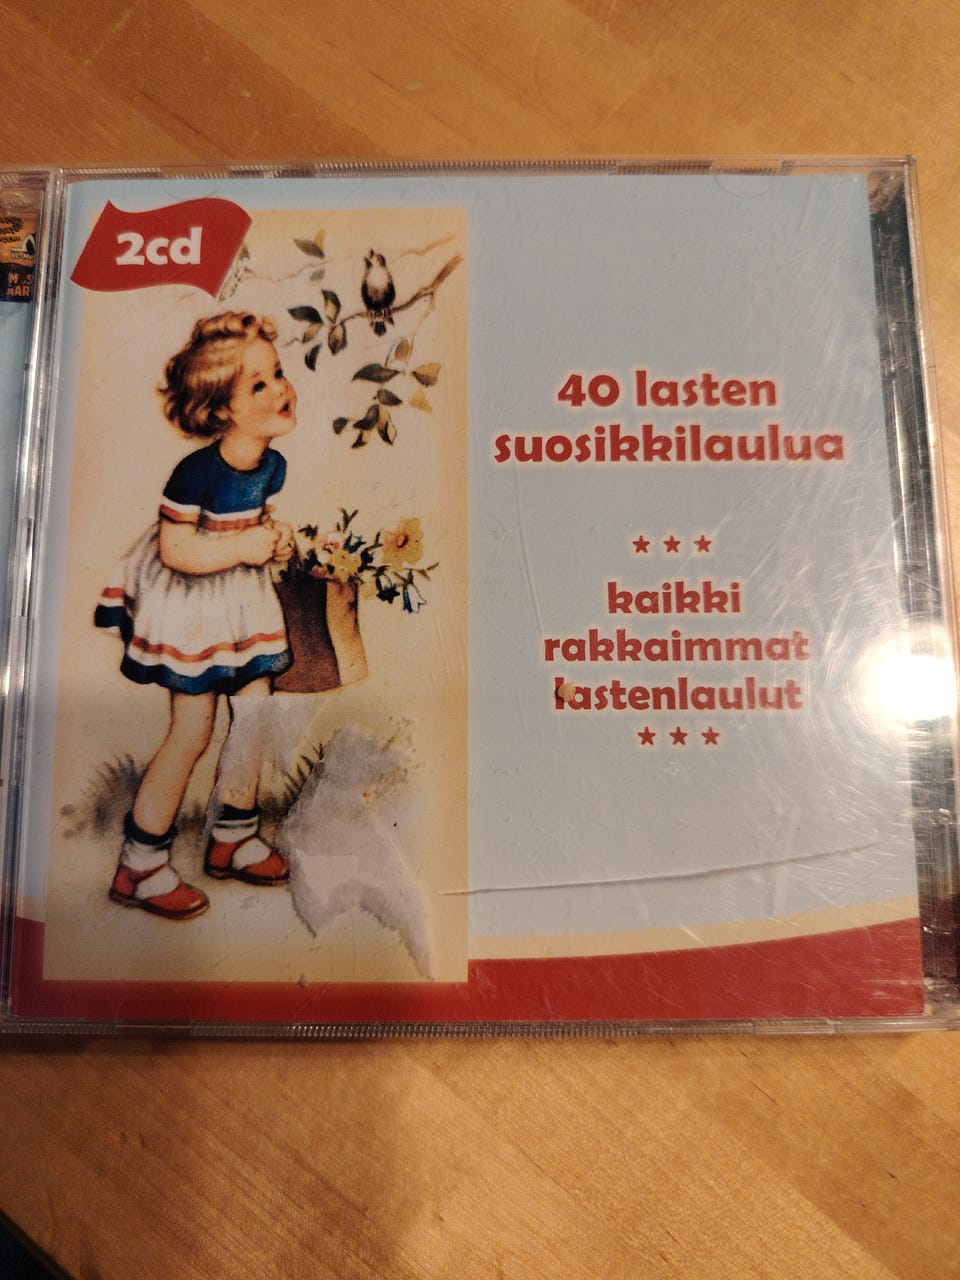 2cd
40 lasten
suosikkilaulua
★ ★ ★
kaikki
rakkaimmat
lastenlaulut
★ ★ ★